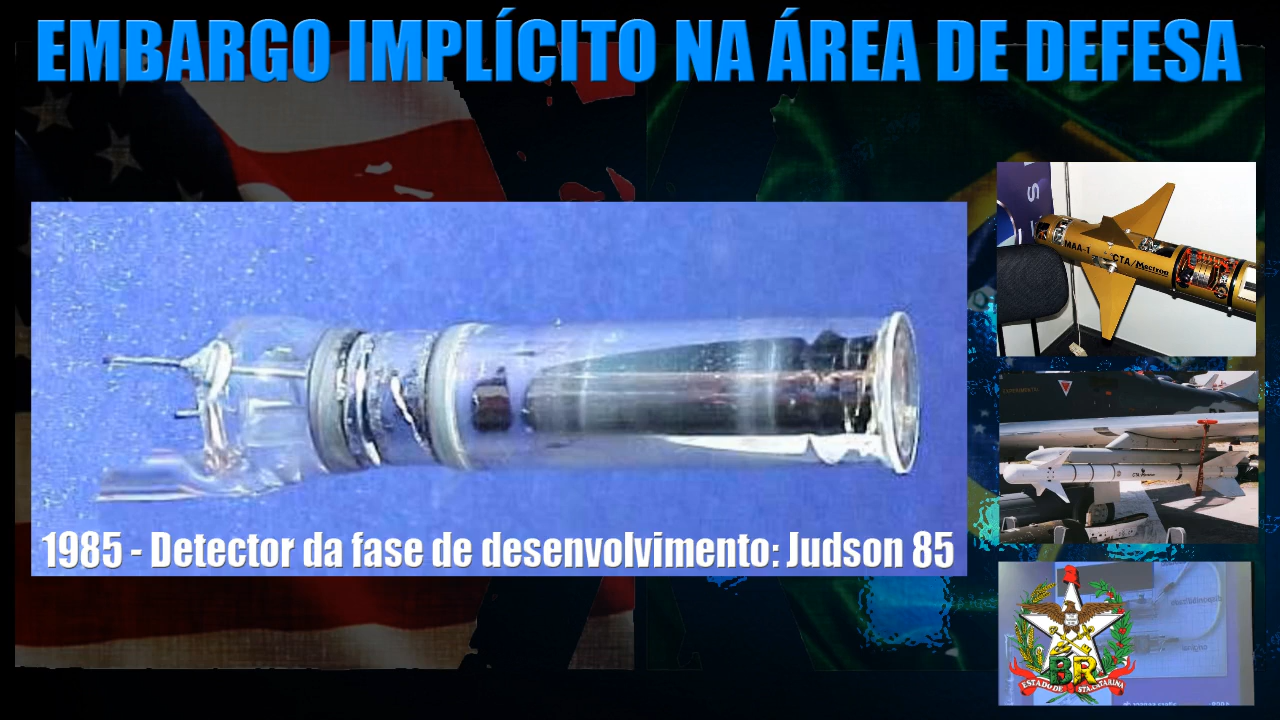 EMBARGO IMPLÍCITO NA ÁREA DE DEFESA
MAA-1
CTA/Mectron
1985 - Detector da fase de desenvolvimento: Judson 85
BR
ESTADO DE STA.CATARINA